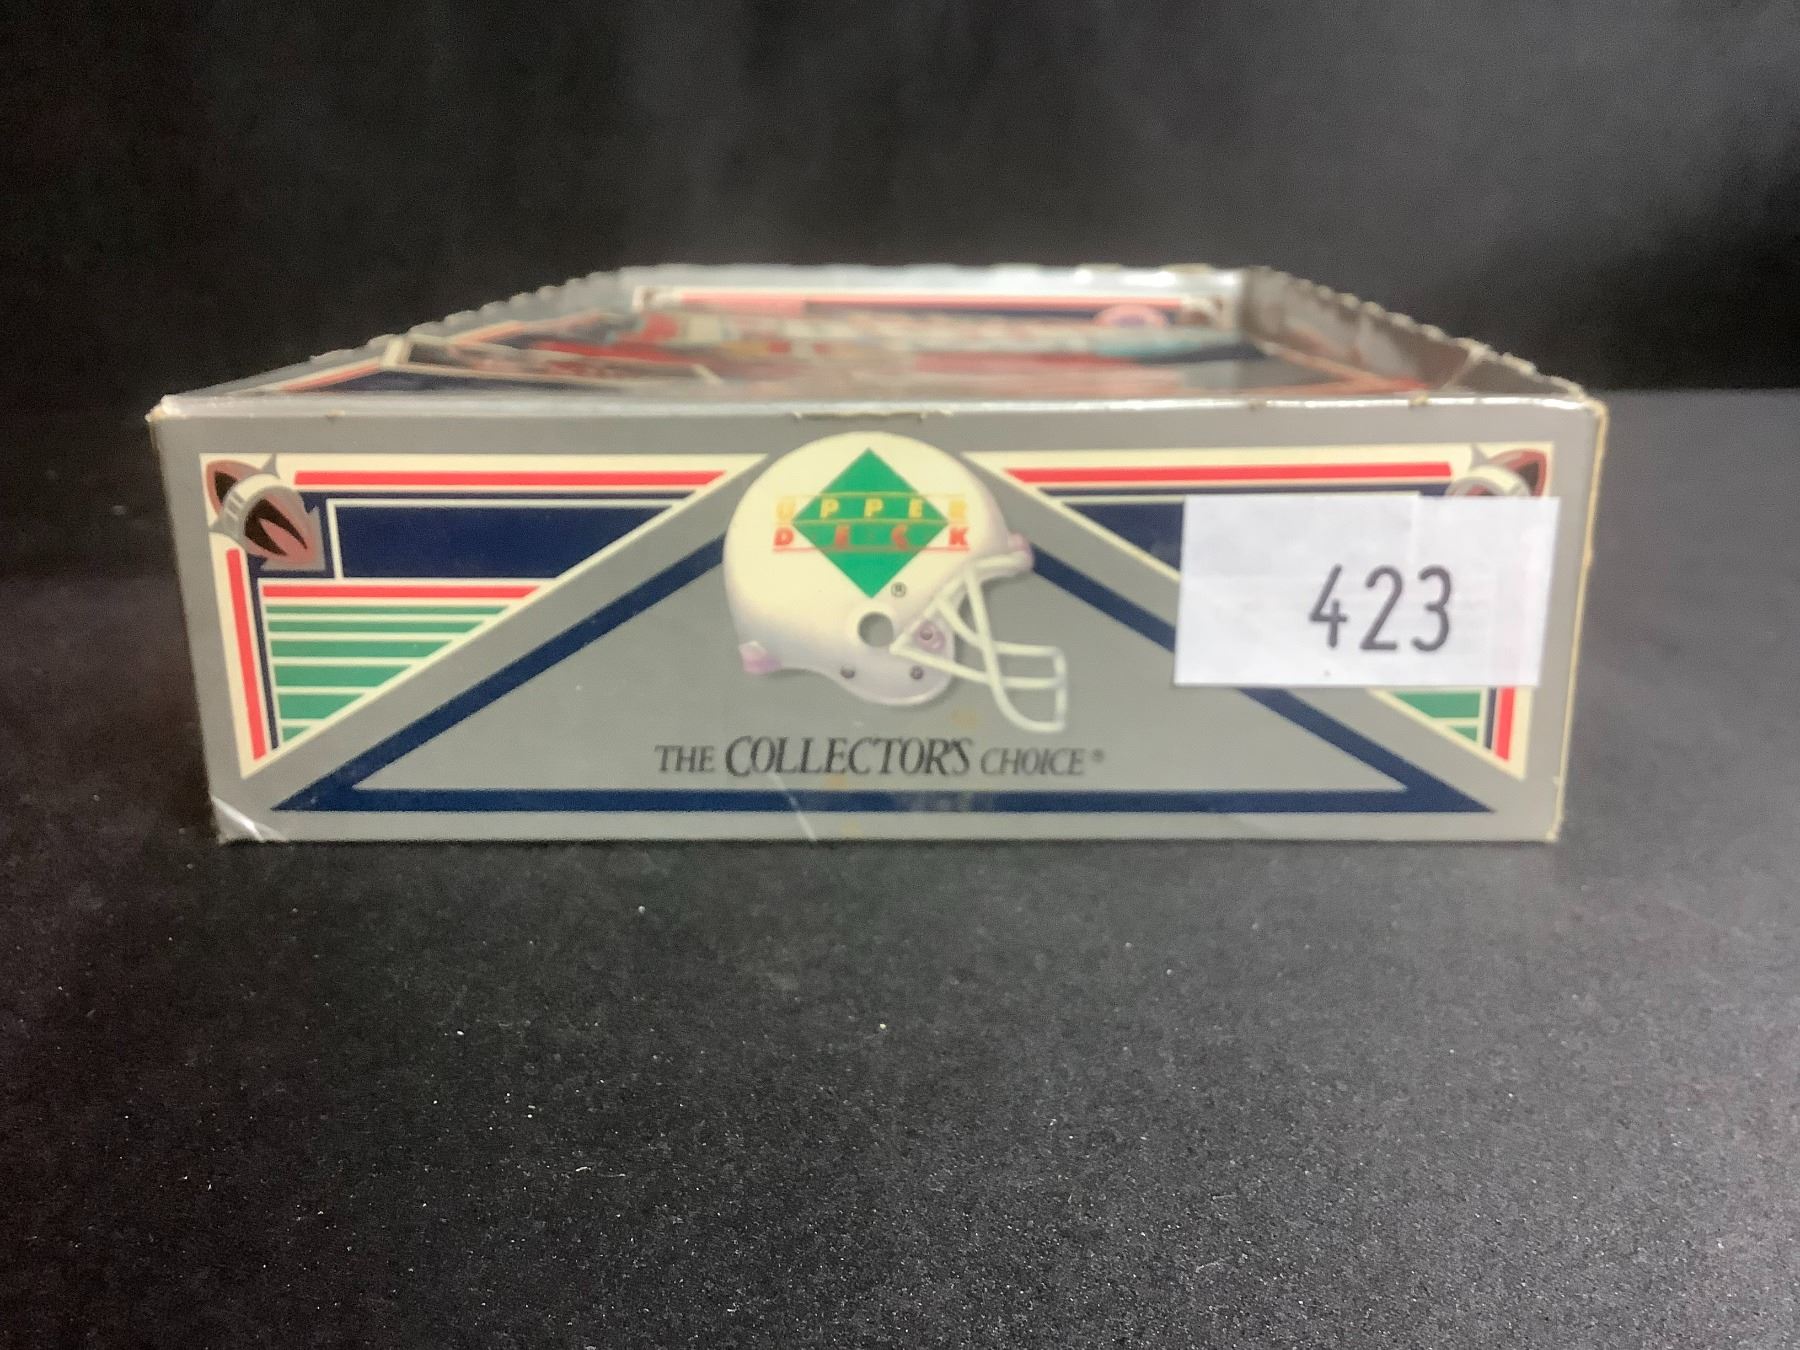 UPPER
DECK
®
423
THE COLLECTOR'S CHOICE®